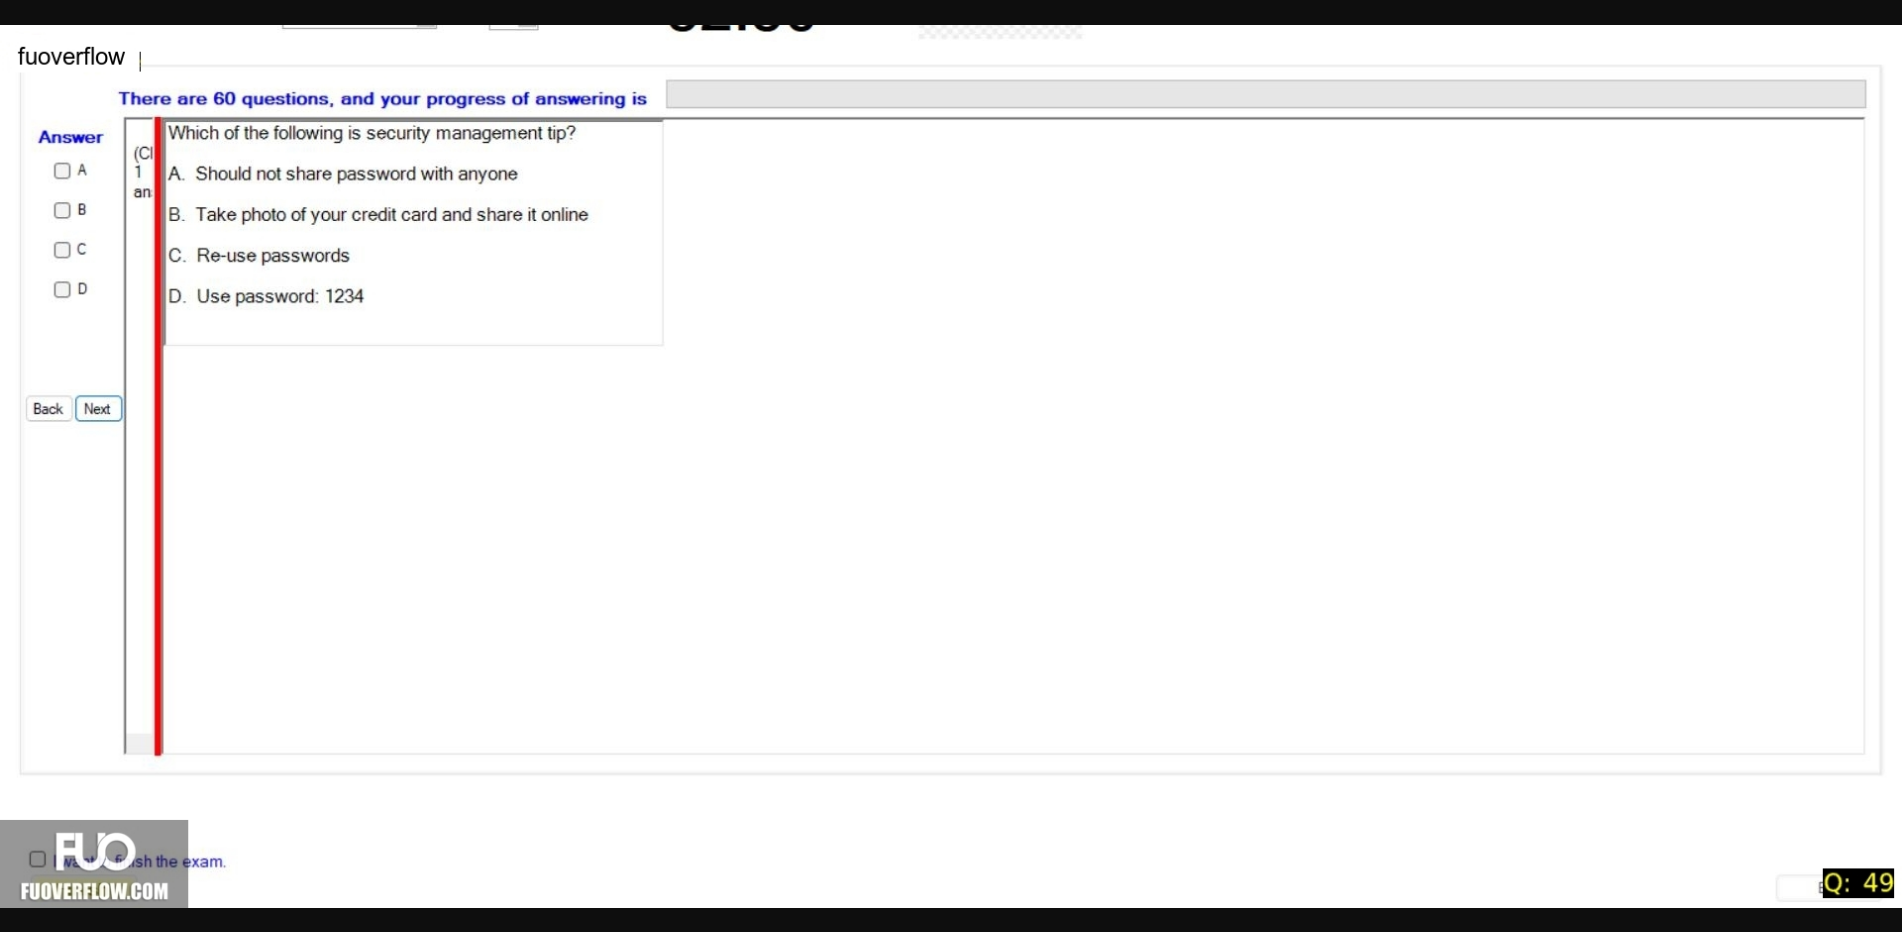 fuoverflow
There are 60 questions, and your progress of answering is
Answer
A
B
C
D
(Cl
1
an
Which of the following is security management tip?
A. Should not share password with anyone
B. Take photo of your credit card and share it online
C. Re-use passwords
D. Use password: 1234
Back
Next
FUO
sh the exam.
FUOVERFLOW.COM
Q: 49